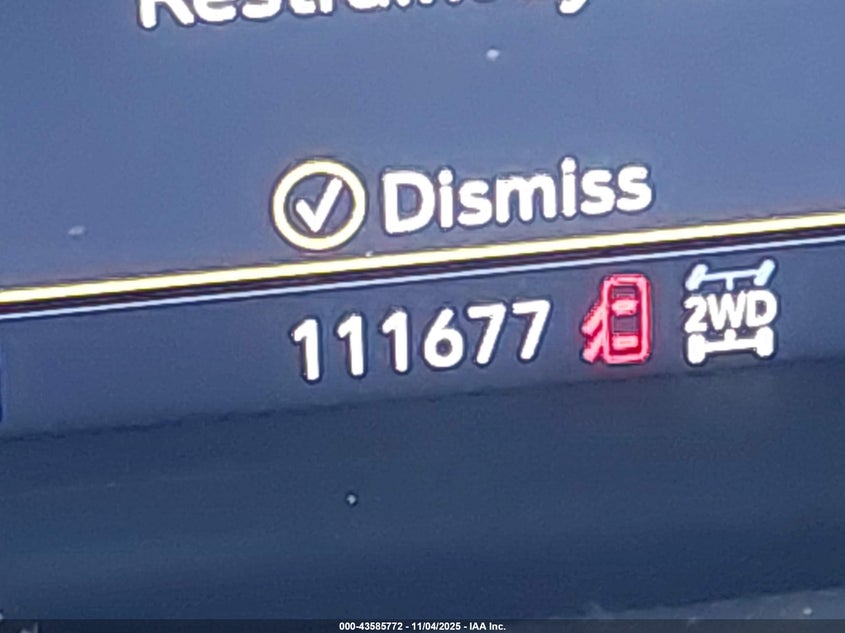 Dismiss
111677
2WD
000-43585772 - 11/04/2025 - IAA Inc.